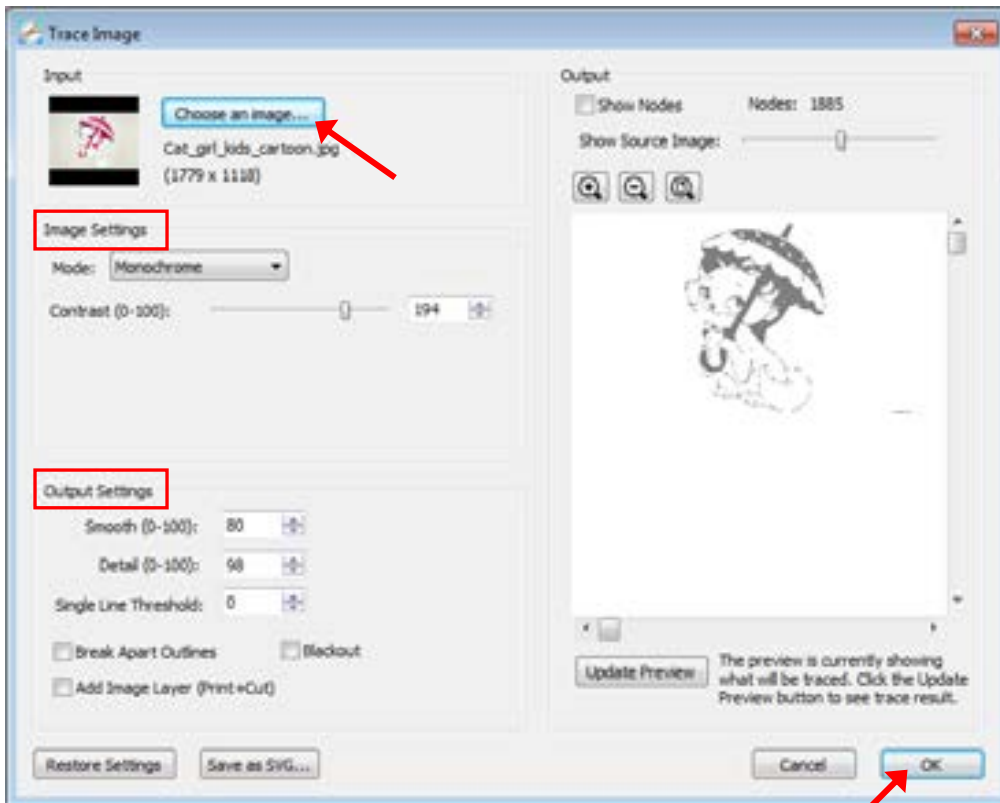 Trace Image
Input
Choose an image...
Cat_girl_kids_cartoon.jpg
(1779 x 1118)
Image Settings
Mode: Monochrome
Contrast (0-100): 194
Output Settings
Smooth (0-100): 80
Detail (0-100): 98
Single Line Threshold: 0
Break Apart Outlines Blackout
Add Image Layer (Print+Cut)
Restore Settings Save as SVG...
Output
Show Nodes Nodes: 1885
Show Source Image:
Update Preview
The preview is currently showing
what will be traced. Click the Update
Preview button to see trace result.
Cancel OK